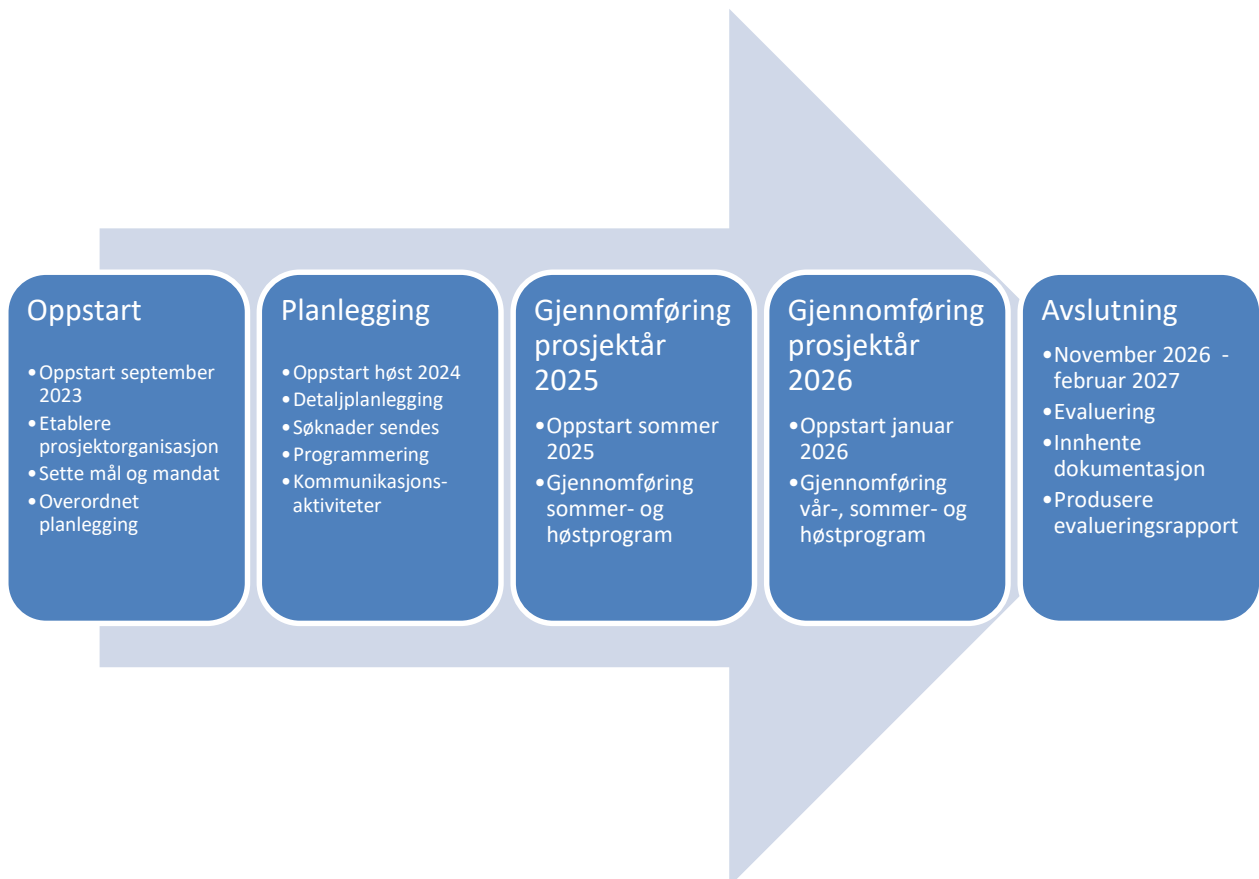 Oppstart
•Oppstart september
2023
•Etablere
prosjektorganisasjon
•Sette mål og mandat
•Overordnet
planlegging
Planlegging
•Oppstart høst 2024
•Detaljplanlegging
•Søknader sendes
•Programmering
•Kommunikasjons-
aktiviteter
Gjennomføring
prosjektår
2025
•Oppstart sommer
2025
•Gjennomføring
sommer- og
høstprogram
Gjennomføring
prosjektår
2026
•Oppstart januar
2026
•Gjennomføring
vår-, sommer- og
høstprogram
Avslutning
•November 2026 -
februar 2027
•Evaluering
•Innhente
dokumentasjon
•Produsere
evalueringsrapport